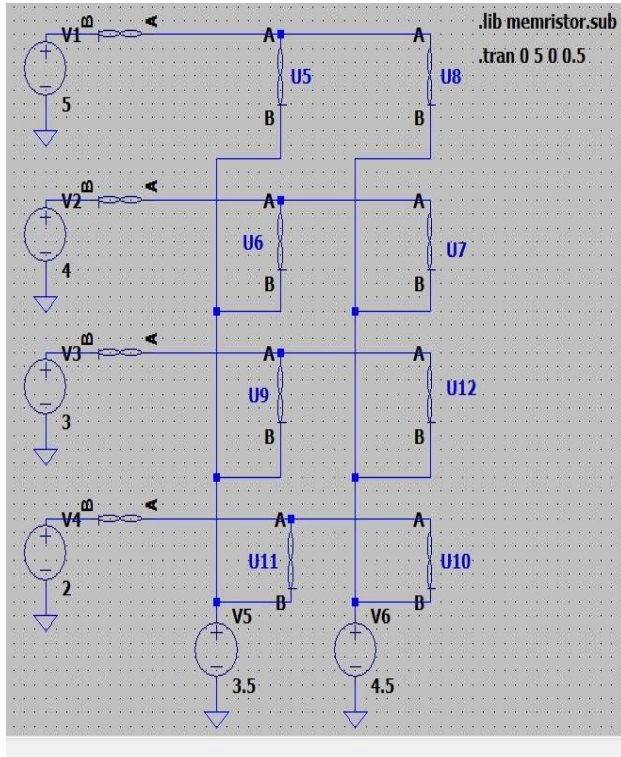 .lib memristor.sub
.tran 0 5 0 0.5
V1 B A A A
U5 U8
5
B B
V2 B A A A
U6 U7
4
B B
V3 B A A A
U9 U12
3
B B
V4 B A A A
U11 U10
2
B B
V5 V6
3.5 4.5